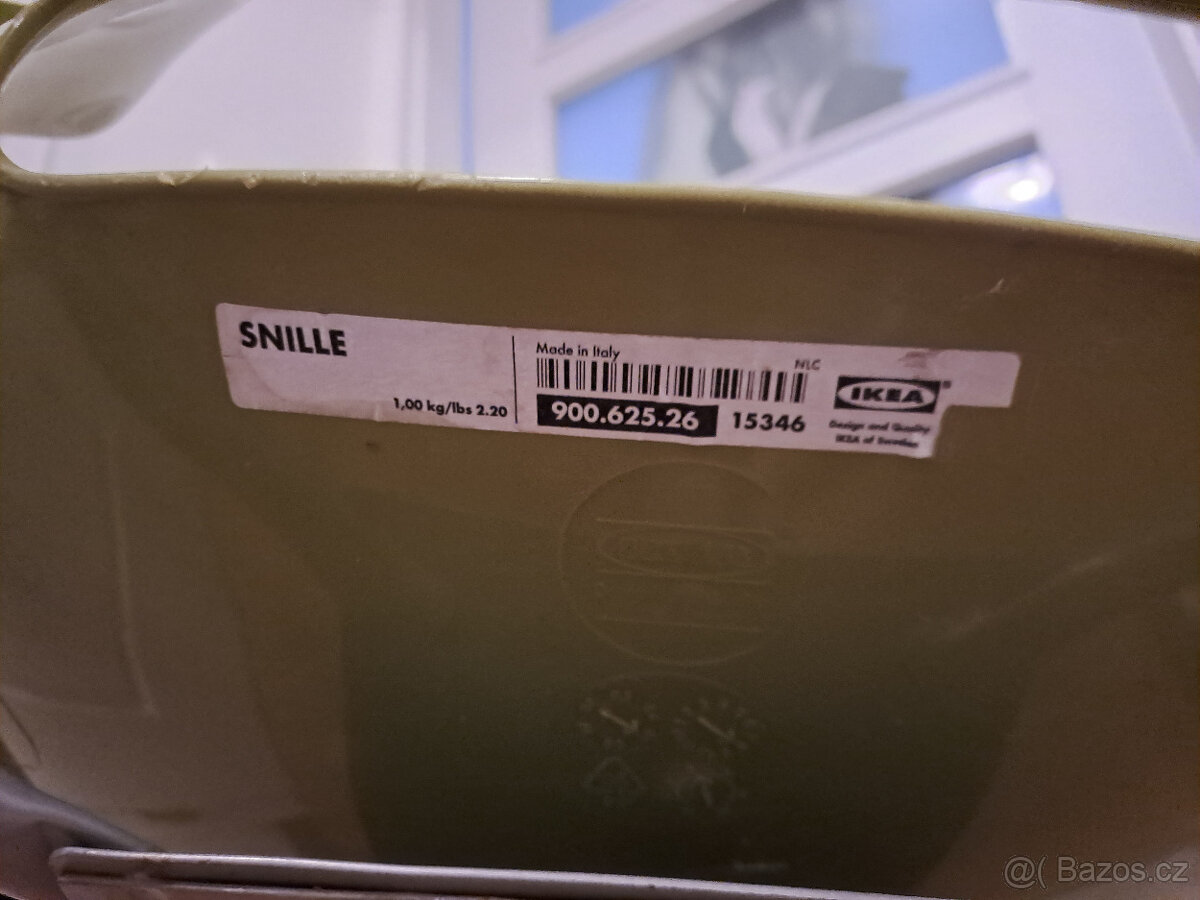 SNILLE
1,00 kg/lbs 2.20
Made in Italy
NLC
900.625.26 15346
IKEA®
Design and Quality
IKEA of Sweden
@( Bazos.cz